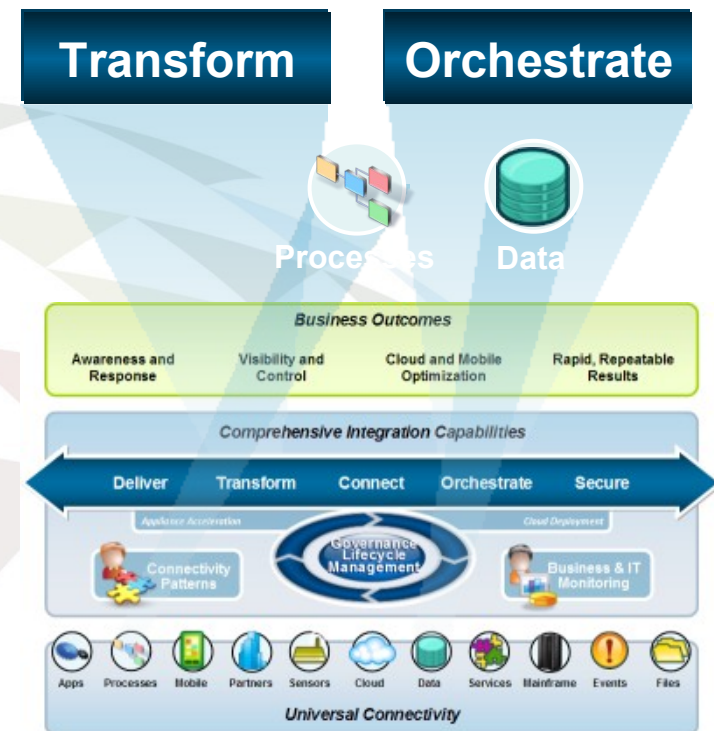 Transform
Orchestrate
Processes
Data
Business Outcomes
Awareness and
Response
Visibility and
Control
Cloud and Mobile
Optimization
Rapid, Repeatable
Results
Comprehensive Integration Capabilities
Deliver
Transform
Connect
Orchestrate
Secure
Appliance Acceleration
Cloud Deployment
Connectivity
Patterns
Governance
Lifecycle
Management
Business & IT
Monitoring
Apps
Processes
Mobile
Partners
Sensors
Cloud
Data
Services
Mainframe
Events
Files
Universal Connectivity